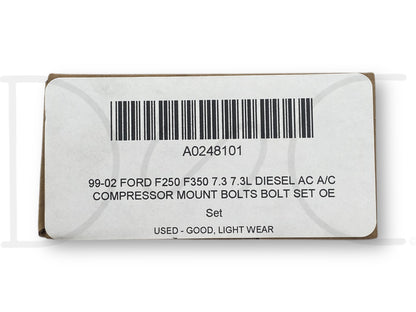 A0248101
99-02 FORD F250 F350 7.3 7.3L DIESEL AC A/C
COMPRESSOR MOUNT BOLTS BOLT SET OE
Set
USED - GOOD, LIGHT WEAR